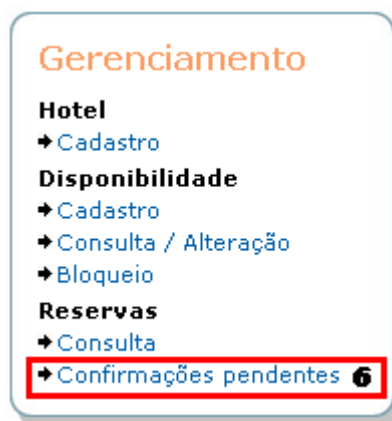 Gerenciamento
Hotel
Cadastro
Disponibilidade
Cadastro
Consulta / Alteração
Bloqueio
Reservas
Consulta
Confirmações pendentes 6